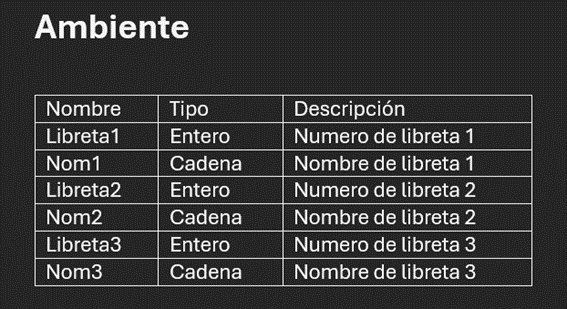 Ambiente
Nombre Tipo Descripción
Libreta1 Entero Numero de libreta 1
Nom1 Cadena Nombre de libreta 1
Libreta2 Entero Numero de libreta 2
Nom2 Cadena Nombre de libreta 2
Libreta3 Entero Numero de libreta 3
Nom3 Cadena Nombre de libreta 3